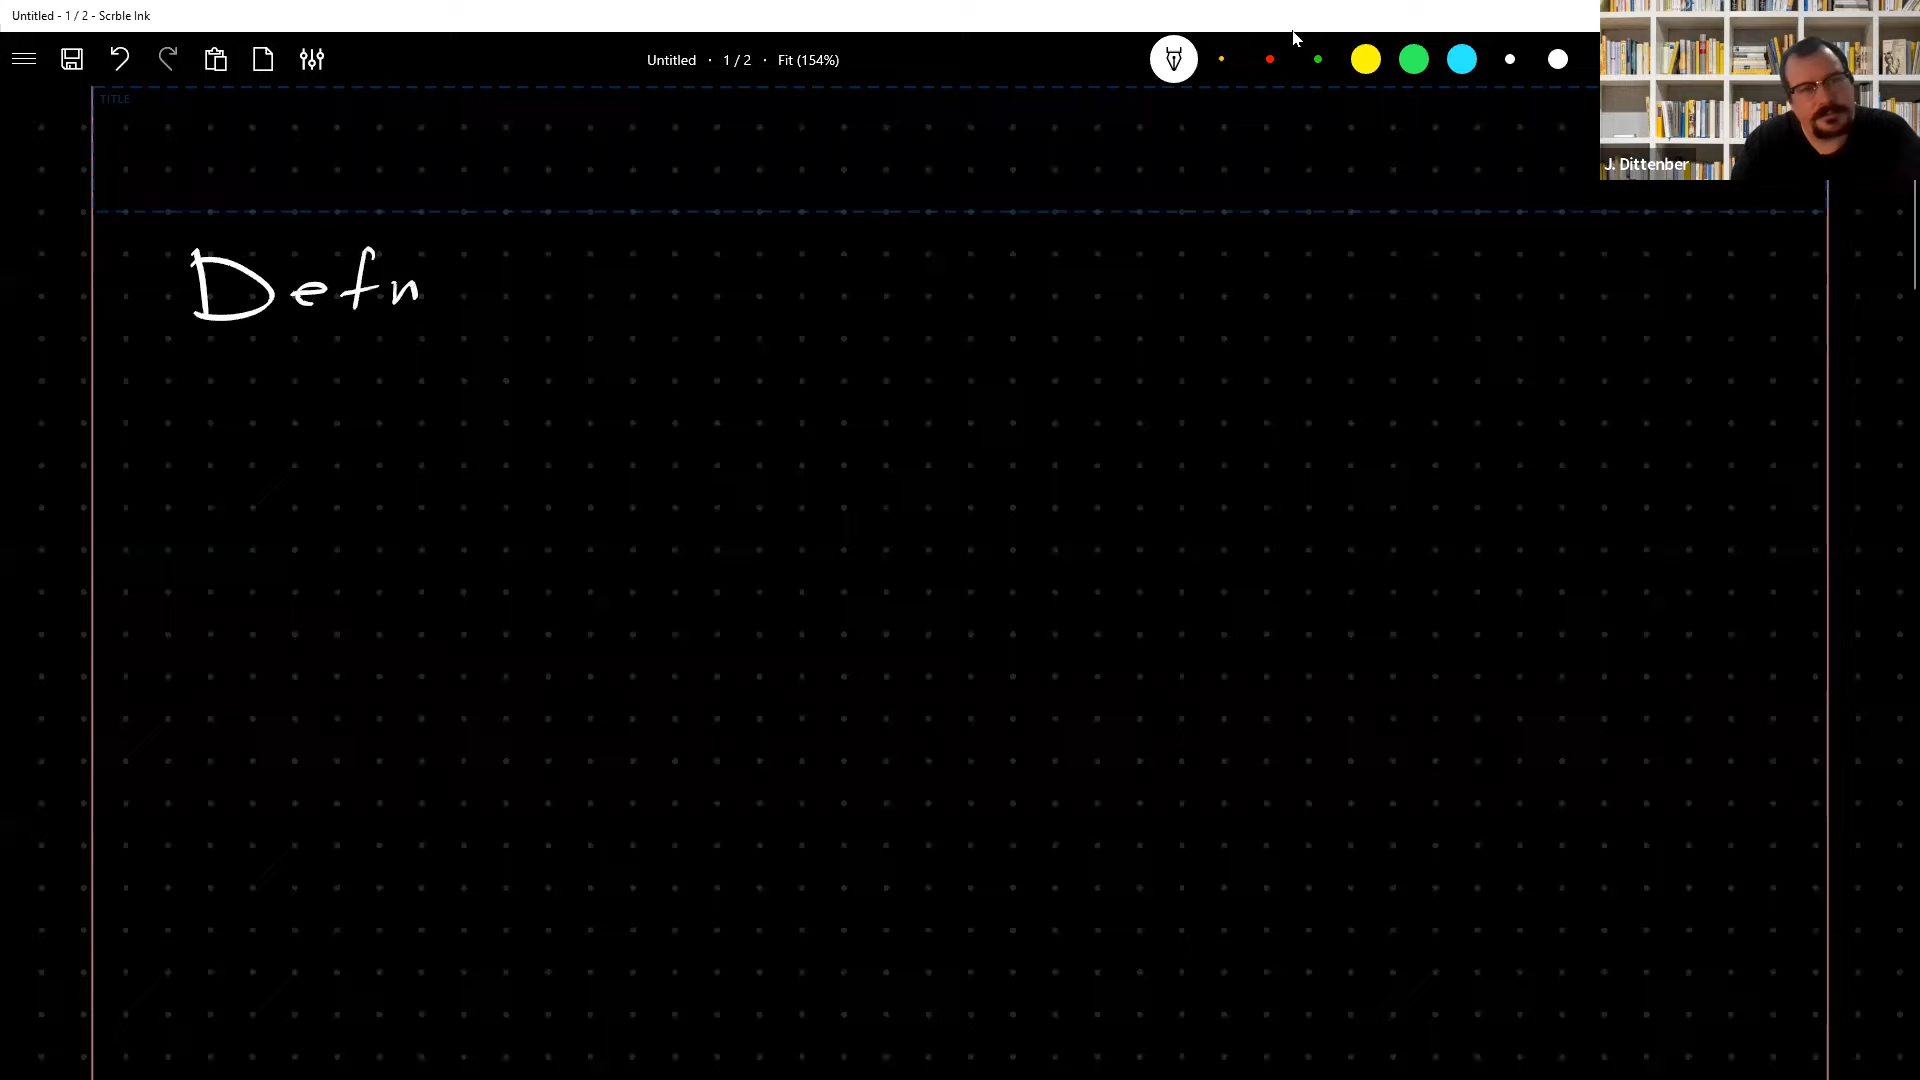 Untitled - 1 / 2 - Scrble Ink
Untitled · 1 / 2 · Fit (154%)
TITLE
J. Dittenber
Defn